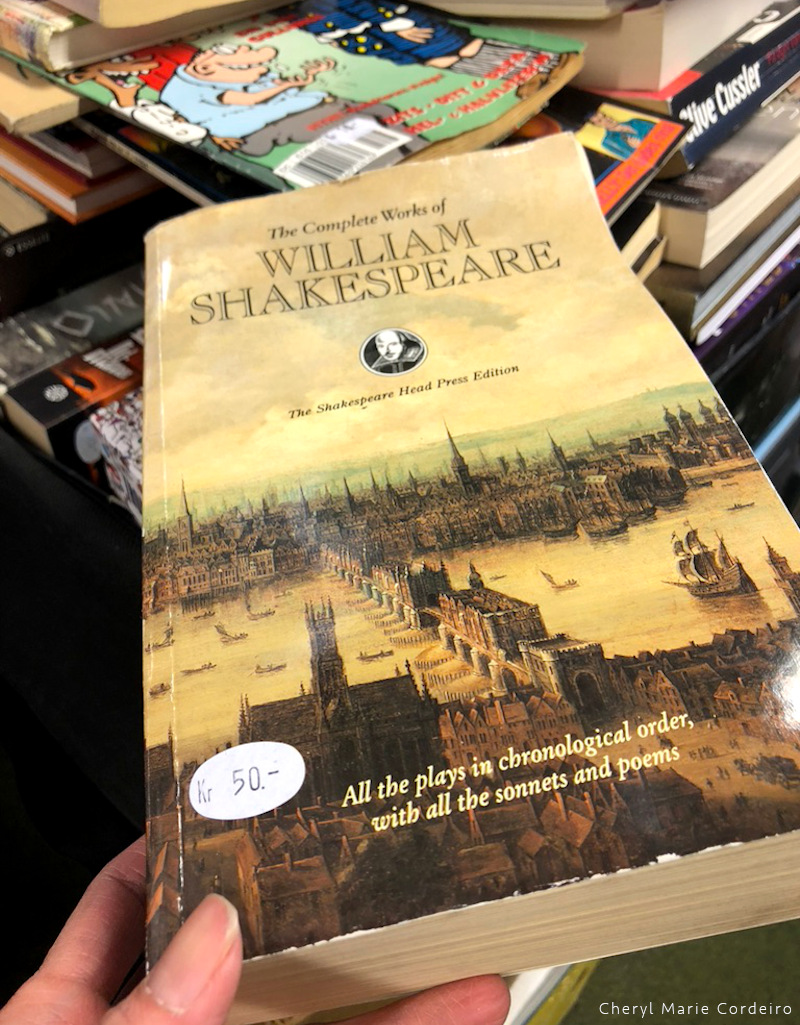 Clive Cussler
The Complete Works of
WILLIAM
SHAKESPEARE
The Shakespeare Head Press Edition
All the plays in chronological order,
with all the sonnets and poems
Kr 50.-
Cheryl Marie Cordeiro